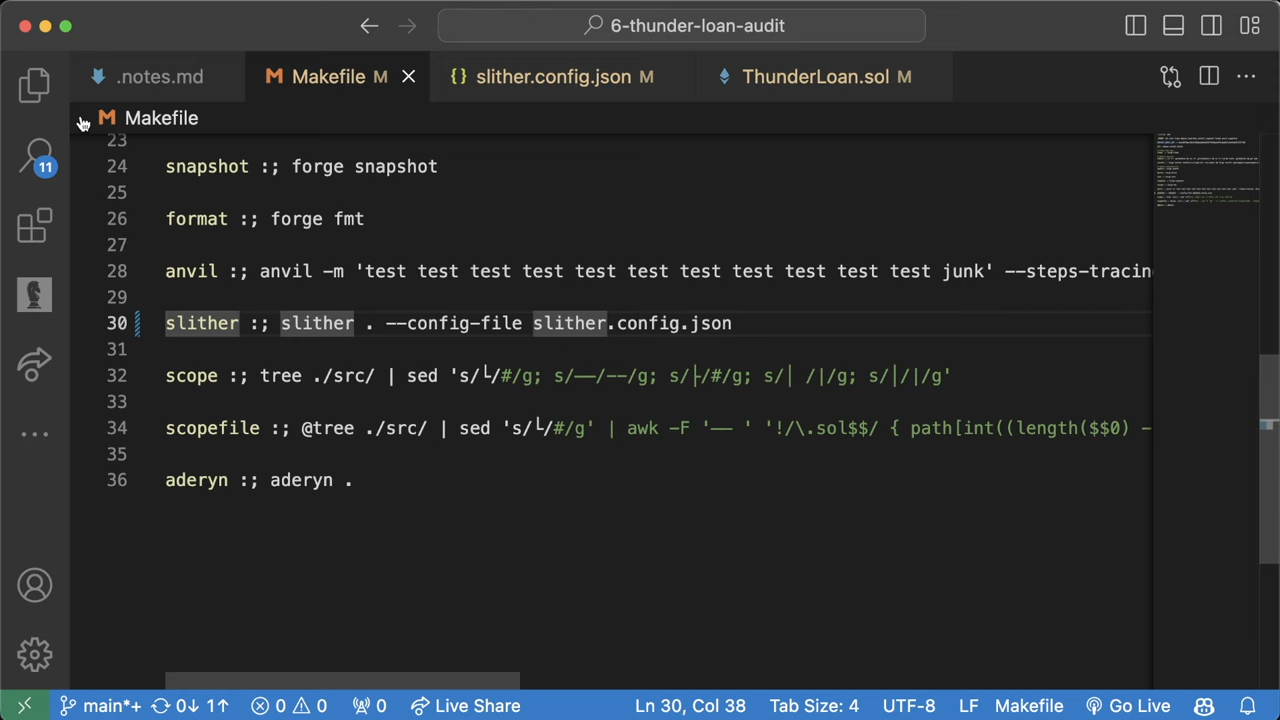 6-thunder-loan-audit
.notes.md
Makefile M
{} slither.config.json M
ThunderLoan.sol M
M Makefile
11
23
24 snapshot :; forge snapshot
25
26 format :; forge fmt
27
28 anvil :; anvil -m 'test test test test test test test test test test test junk' --steps-tracin
29
30 slither :; slither . --config-file slither.config.json
31
32 scope :; tree ./src/ | sed 's/└/#/g; s/──/--/g; s/├/#/g; s/│ /|/g; s/│/|/g'
33
34 scopefile :; @tree ./src/ | sed 's/└/#/g' | awk -F '── ' '!/\.sol$$/ { path[int((length($$0) -
35
36 aderyn :; aderyn .
main*+ 0↓ 1↑ 0 0 0 Live Share Ln 30, Col 38 Tab Size: 4 UTF-8 LF Makefile Go Live